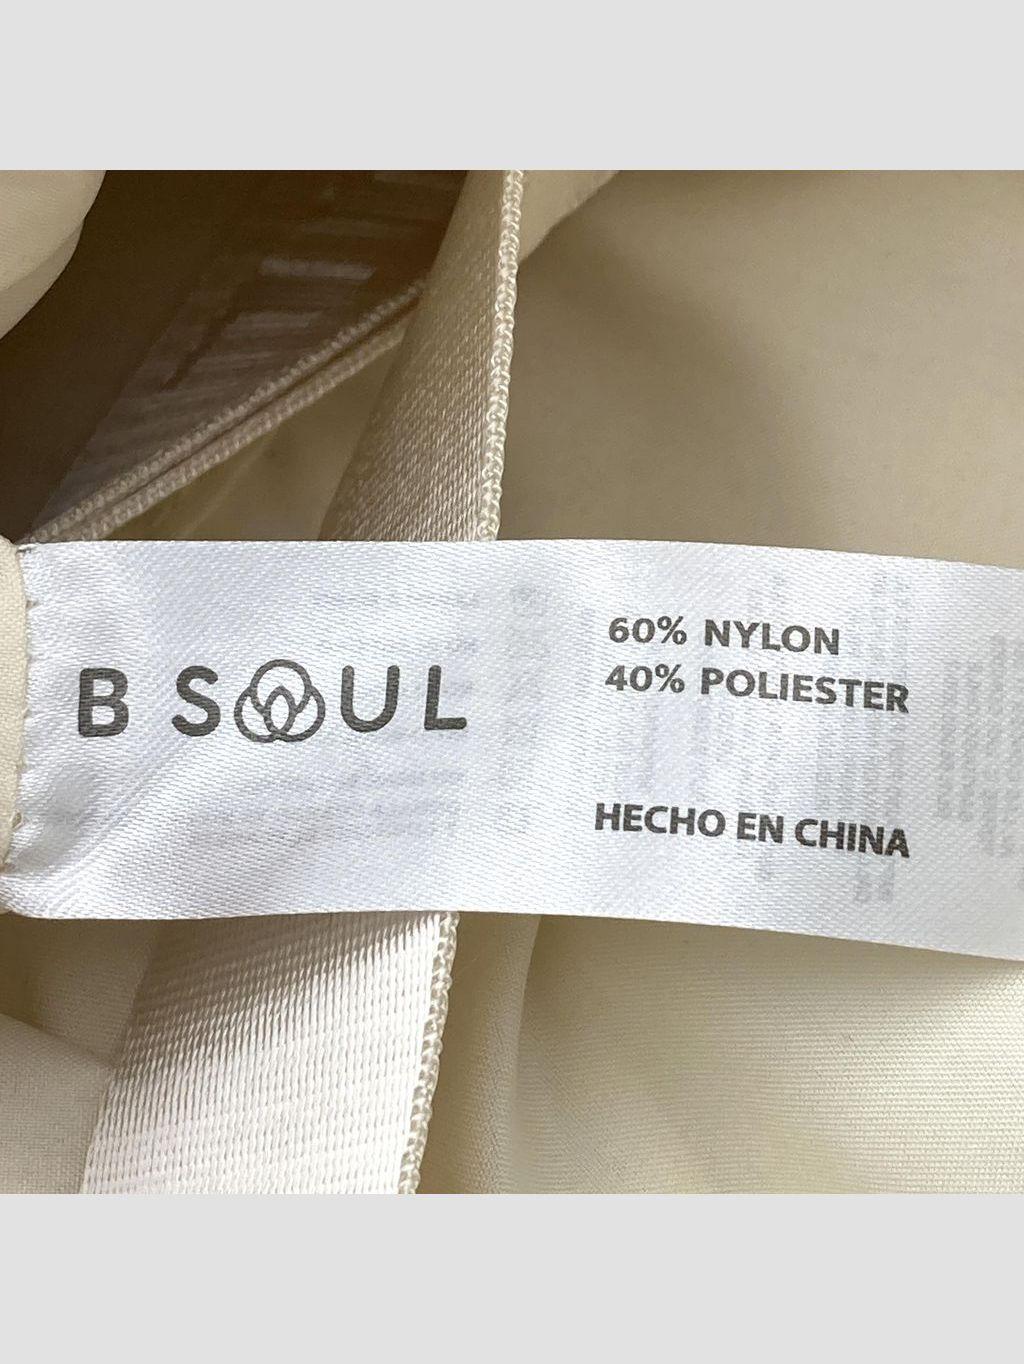 B SOUL
60% NYLON
40% POLIESTER
HECHO EN CHINA